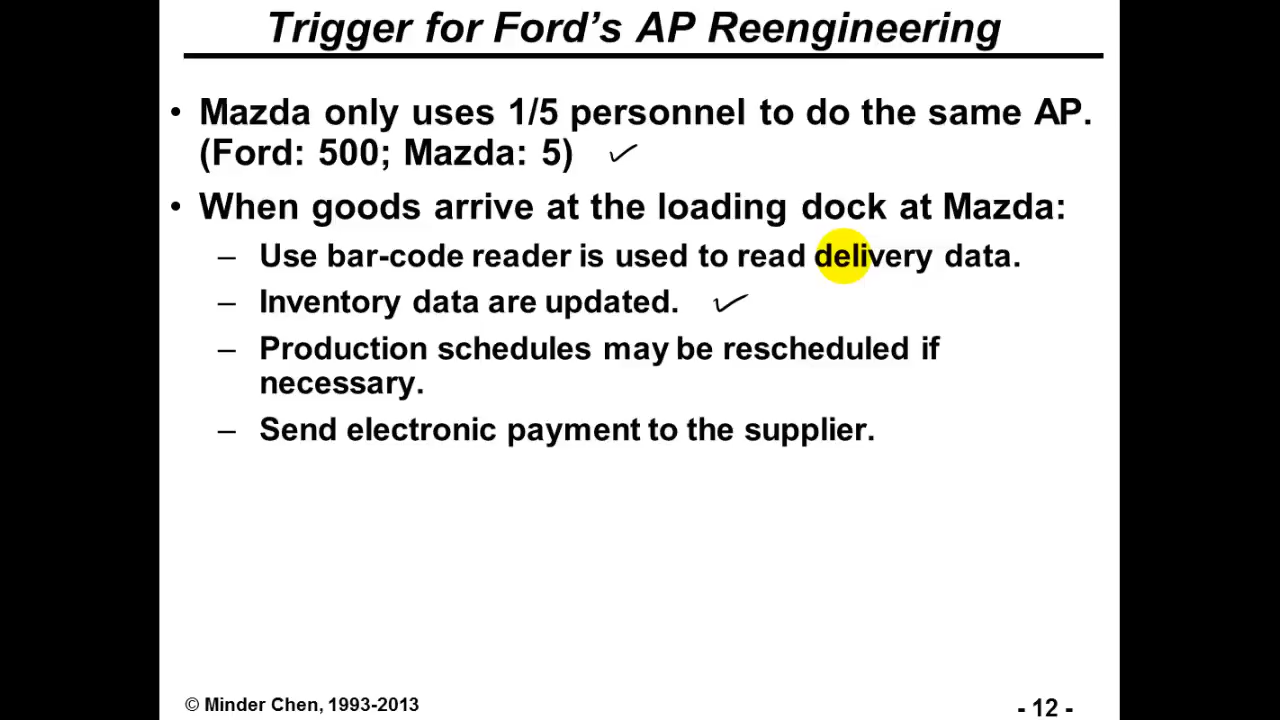 Trigger for Ford's AP Reengineering
• Mazda only uses 1/5 personnel to do the same AP.
(Ford: 500; Mazda: 5)
• When goods arrive at the loading dock at Mazda:
– Use bar-code reader is used to read delivery data.
– Inventory data are updated.
– Production schedules may be rescheduled if
necessary.
– Send electronic payment to the supplier.
© Minder Chen, 1993-2013
- 12 -